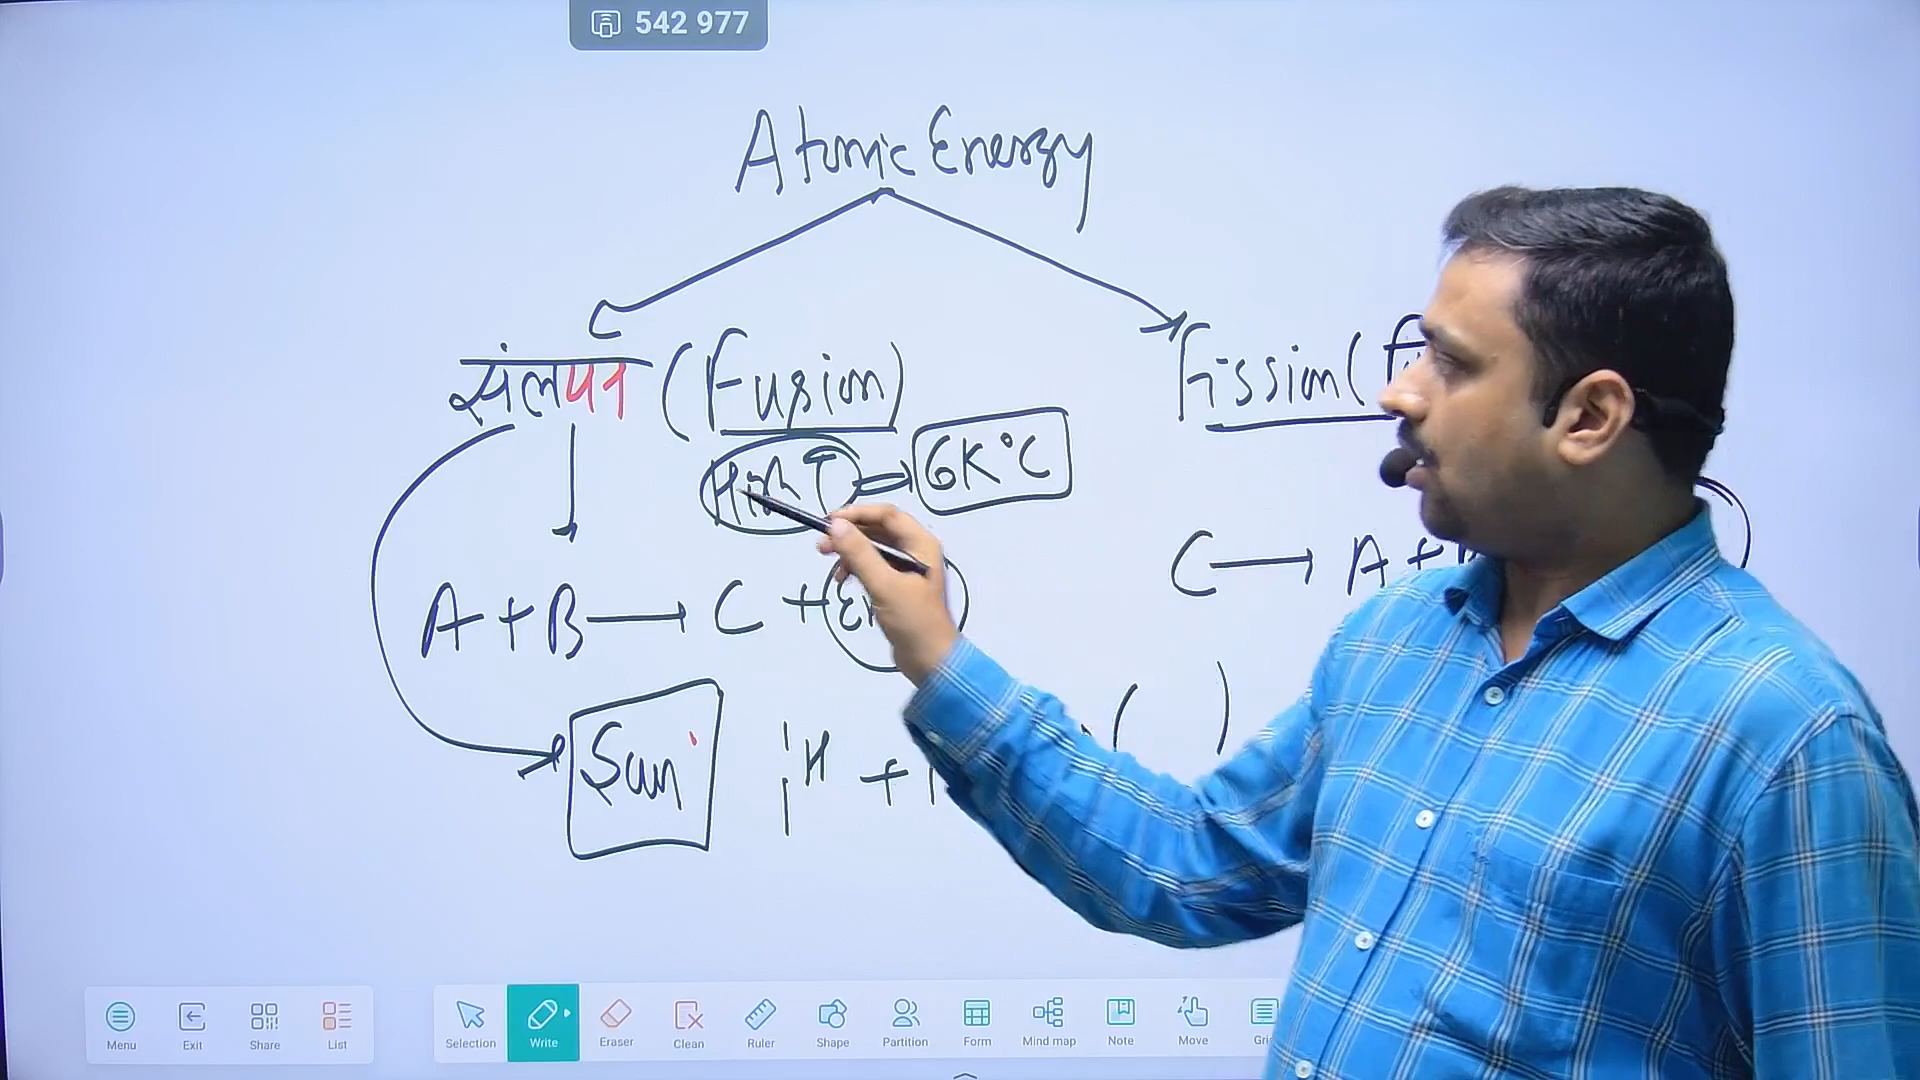 542 977
Atomic Energy
संलयन (Fusion)
Fission (
High T ⇒ 6K°C
A + B → C +
C → A +
Sun
H +
( )
Menu Exit Share List Selection Write Eraser Clean Ruler Shape Partition Form Mind map Note Move